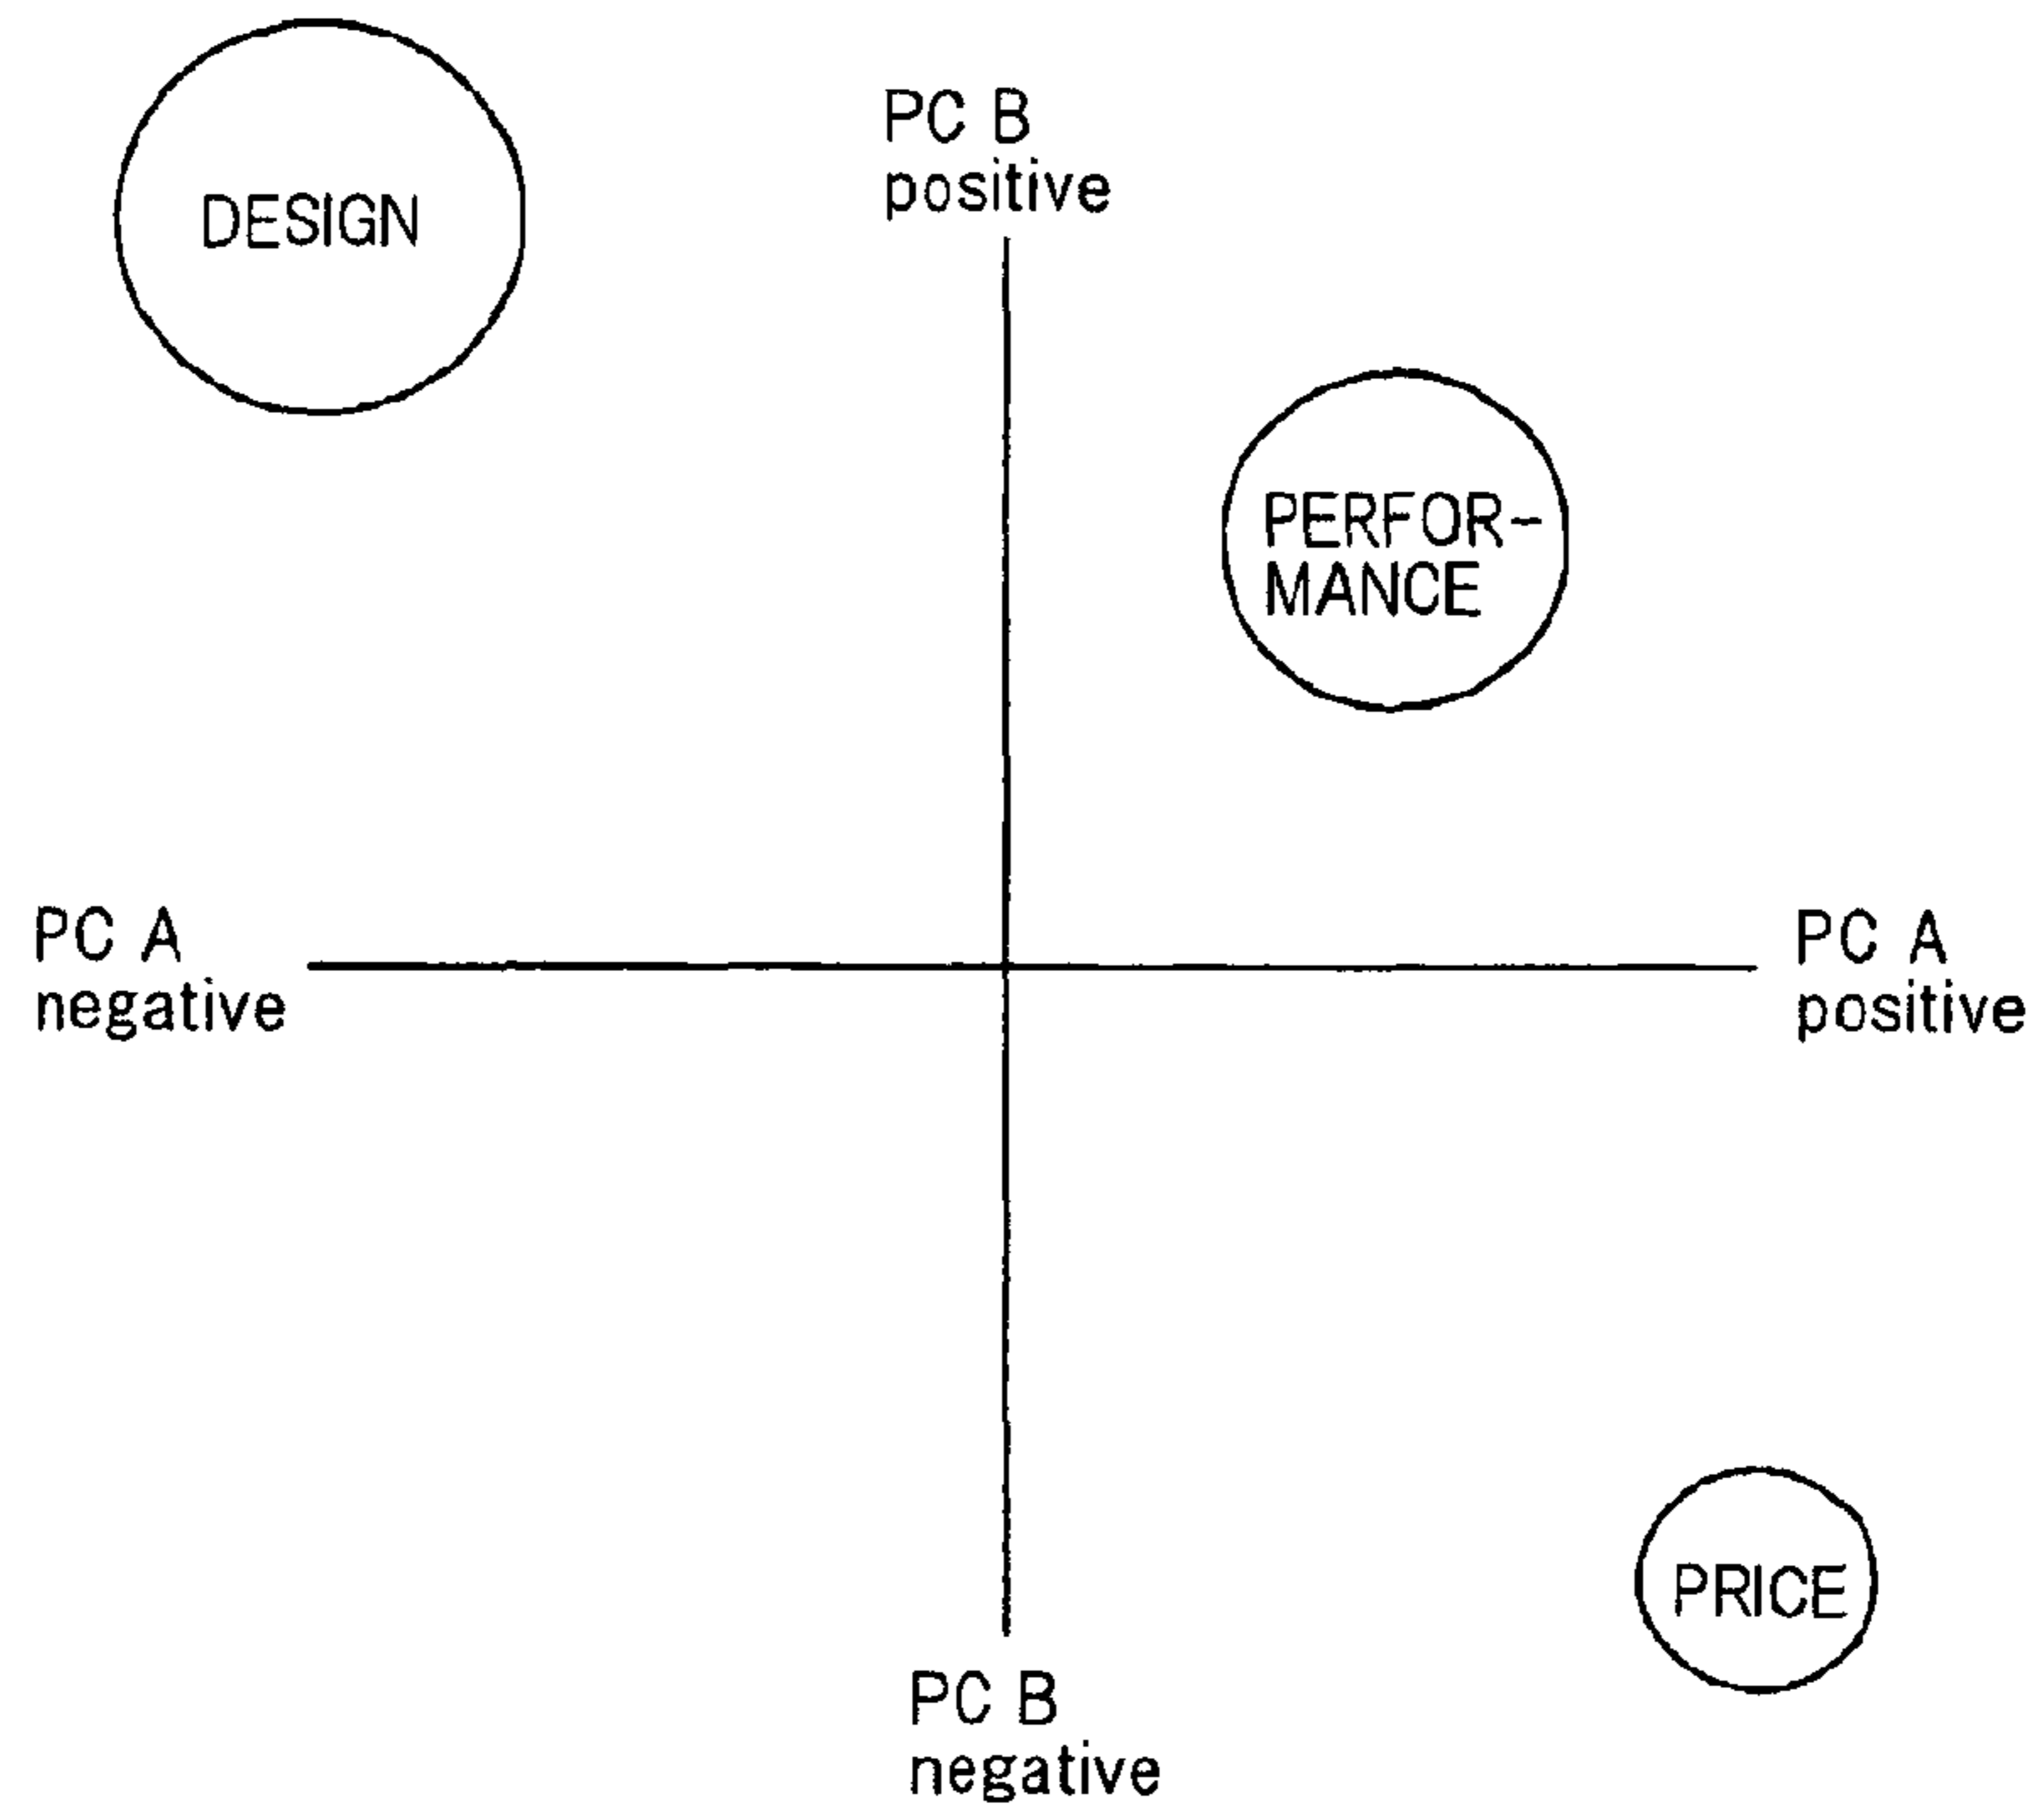 PC B
positive
DESIGN
PERFOR-
MANCE
PC A
negative
PC A
positive
PRICE
PC B
negative